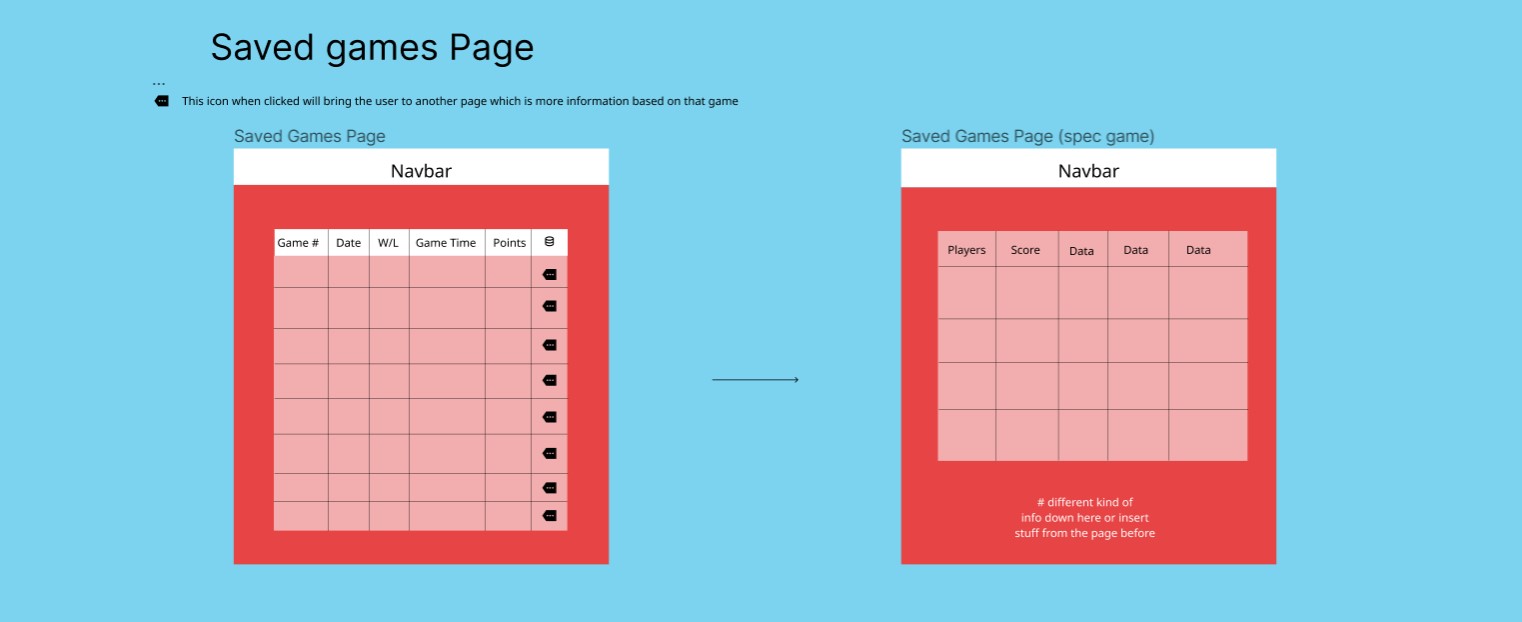 Saved games Page
...
This icon when clicked will bring the user to another page which is more information based on that game
Saved Games Page
Navbar
Game # Date W/L Game Time Points
Saved Games Page (spec game)
Navbar
Players Score Data Data Data
# different kind of
info down here or insert
stuff from the page before